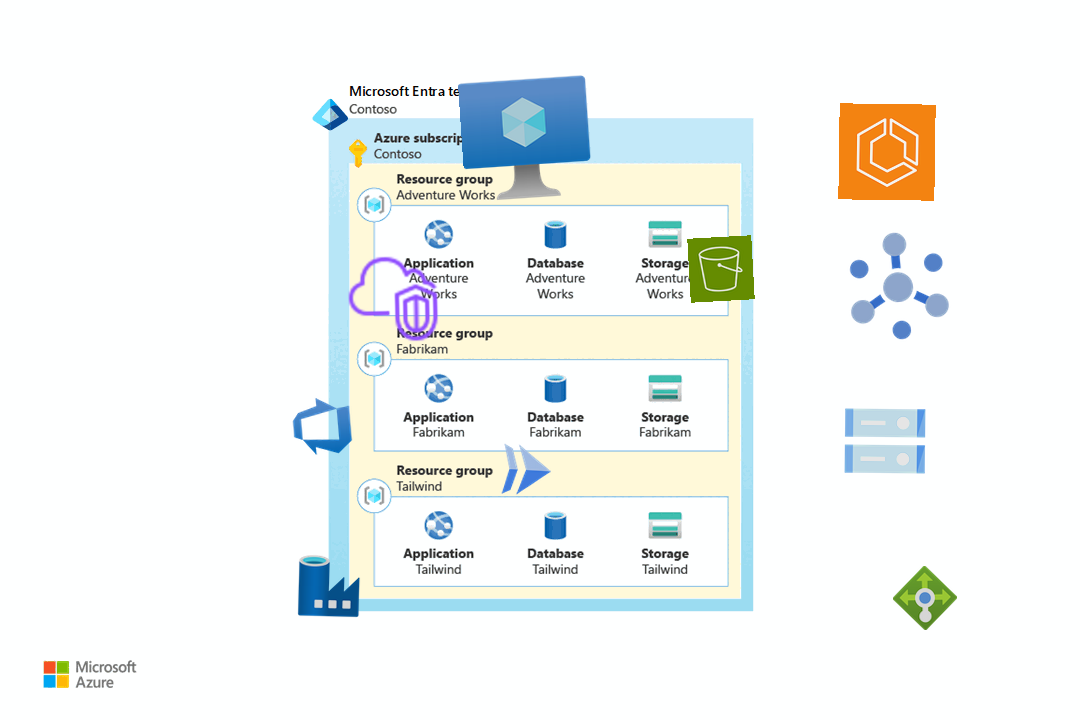 Microsoft Entra
Contoso
Azure
Contoso
Resource group
Adventure Works
Application
Adventure
Works
Database
Adventure
Works
Storage
Adventure
Works
Resource group
Fabrikam
Application
Fabrikam
Database
Fabrikam
Storage
Fabrikam
Resource group
Tailwind
Application
Tailwind
Database
Tailwind
Storage
Tailwind
Microsoft
Azure